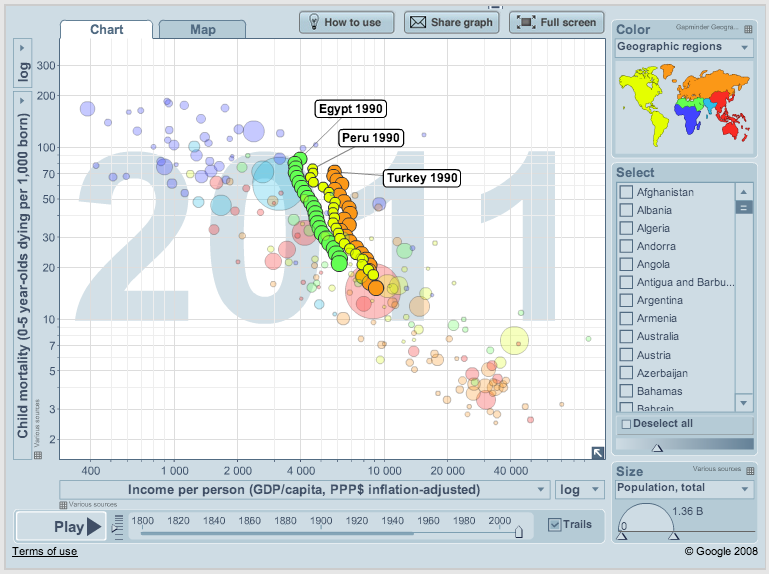 Chart
Map
How to use
Share graph
Full screen
Color
Gapminder Geogra...
Geographic regions
log
Child mortality (0-5 year-olds dying per 1,000 born)
Various sources
300
200
100
70
50
30
20
10
7
5
3
2
2011
Egypt 1990
Peru 1990
Turkey 1990
400
1 000
2 000
4 000
10 000
20 000
40 000
Income per person (GDP/capita, PPP$ inflation-adjusted)
log
Various sources
Select
Afghanistan
Albania
Algeria
Andorra
Angola
Antigua and Barbu...
Argentina
Armenia
Australia
Austria
Azerbaijan
Bahamas
Bahrain
Deselect all
Size
Various sources
Population, total
1.36 B
0
Play
1800
1820
1840
1860
1880
1900
1920
1940
1960
1980
2000
Trails
Terms of use
© Google 2008